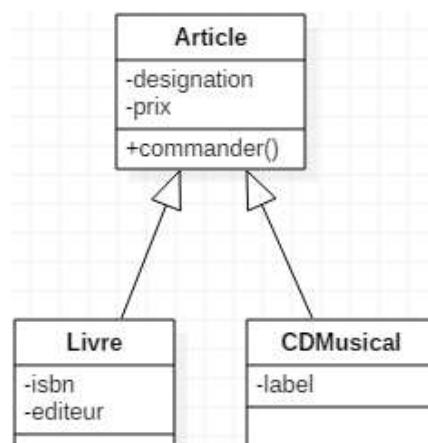 Article
-designation
-prix
+commander()
Livre
-isbn
-editeur
CDMusical
-label